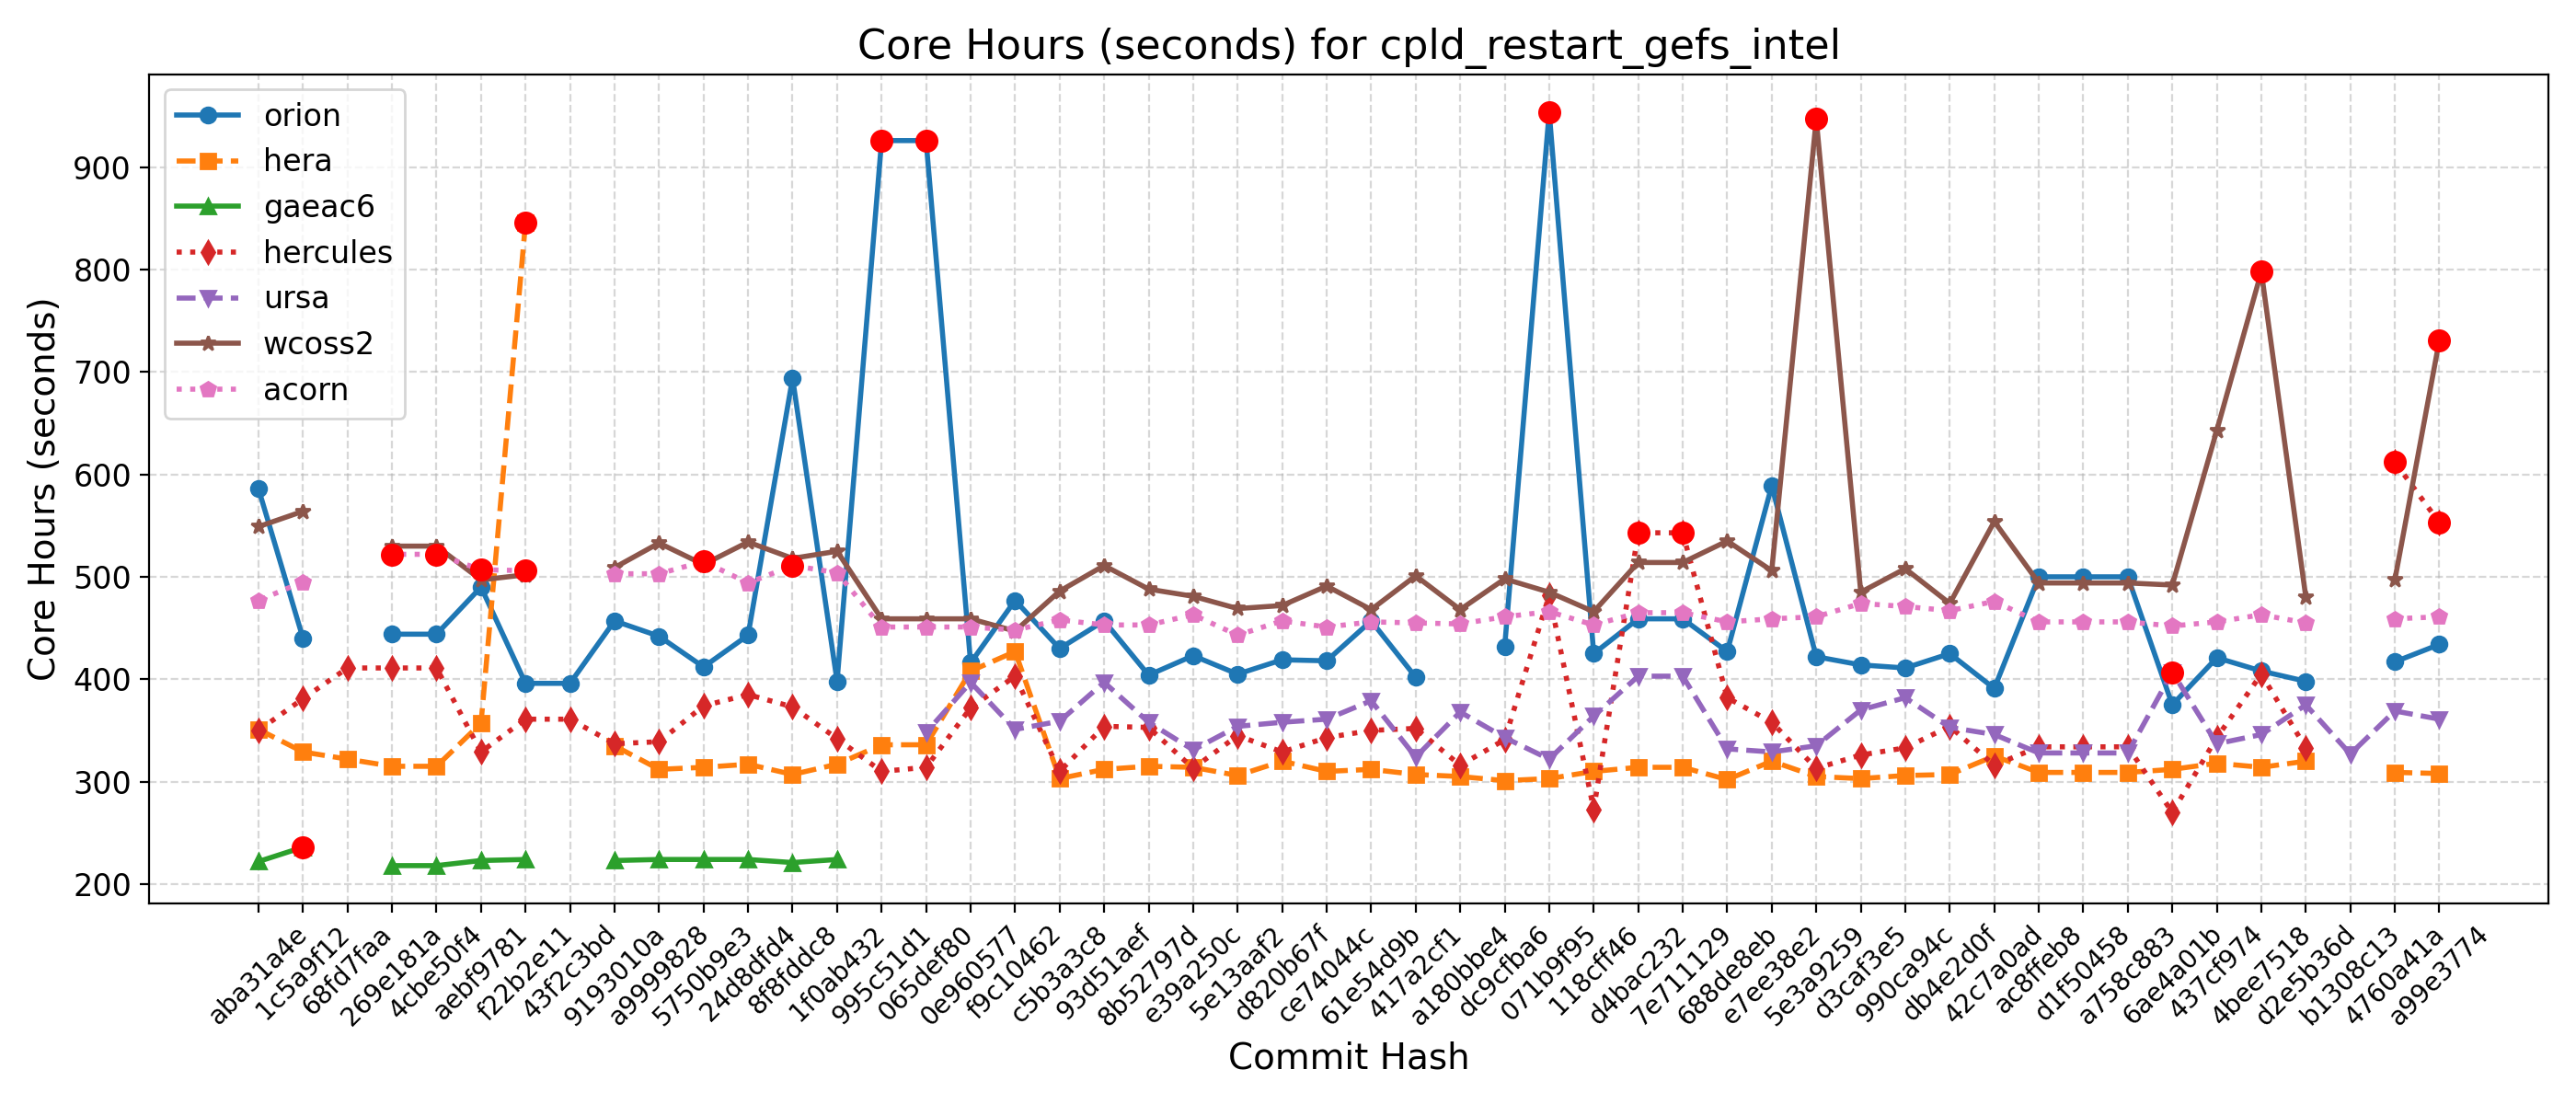 Core Hours (seconds) for cpld_restart_gefs_intel
orion
hera
gaeac6
hercules
ursa
wcoss2
acorn
Core Hours (seconds)
900
800
700
600
500
400
300
200
aba31a4e
1c5a9f12
68fd7faa
269e181a
4cbe50f4
aebf9781
f22b2e11
43f2c3bd
9193010a
a9999828
5750b9e3
24d8dfd4
8f8fddc8
1f0ab432
995c51d1
065def80
0e960577
f9c10462
c5b3a3c8
93d51aef
8b52797d
e39a250c
5e13aaf2
d820b67f
ce74044c
61e54d9b
417a2cf1
a180bbe4
dc9cfba6
071b9f95
118cff46
d4bac232
7e711129
688de8eb
e7ee38e2
5e3a9259
d3caf3e5
990ca94c
db4e2d0f
42c7a0ad
ac8ffeb8
d1f50458
a758c883
6ae4a01b
437cf974
4bee7518
d2e5b36d
b1308c13
4760a41a
a99e3774
Commit Hash